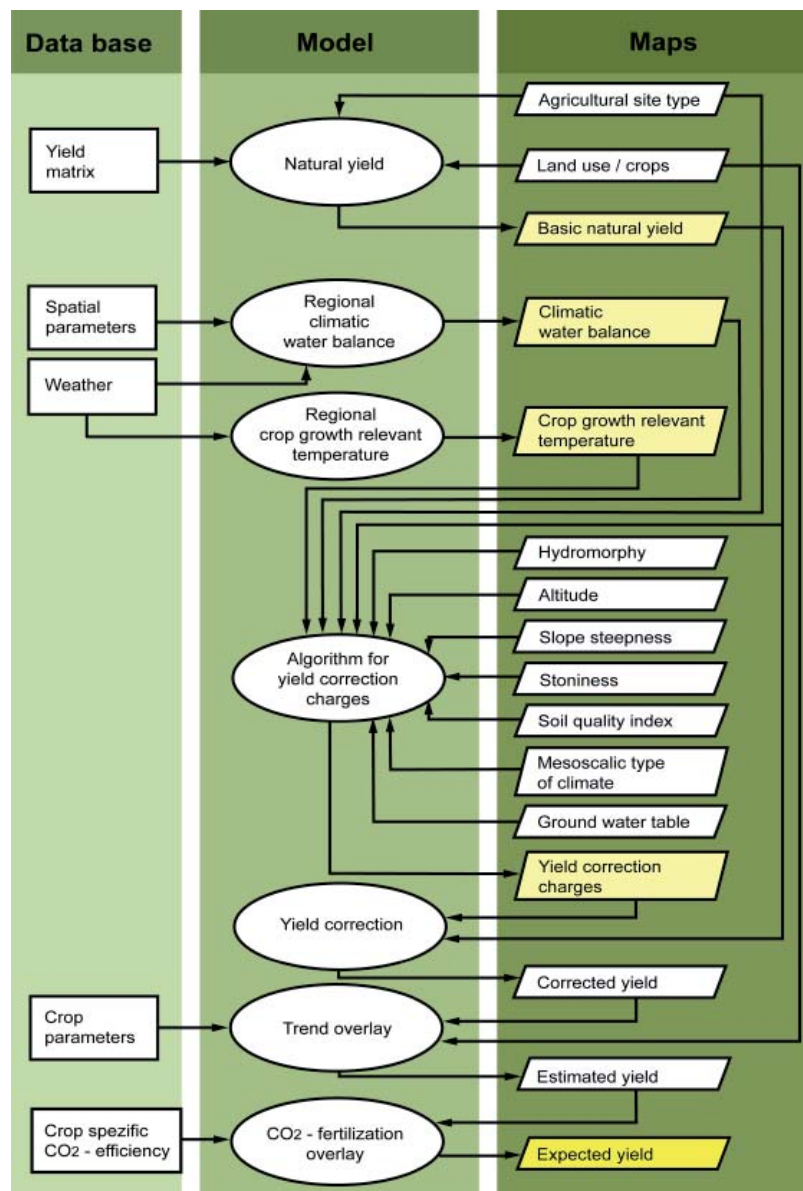 Data base
Model
Maps
Agricultural site type
Yield
matrix
Natural yield
Land use / crops
Basic natural yield
Spatial
parameters
Regional
climatic
water balance
Climatic
water balance
Weather
Regional
crop growth relevant
temperature
Crop growth relevant
temperature
Hydromorphy
Altitude
Algorithm for
yield correction
charges
Slope steepness
Stoniness
Soil quality index
Mesoscalic type
of climate
Ground water table
Yield correction
charges
Yield correction
Corrected yield
Crop
parameters
Trend overlay
Estimated yield
Crop spezific
CO2 - efficiency
CO2 - fertilization
overlay
Expected yield